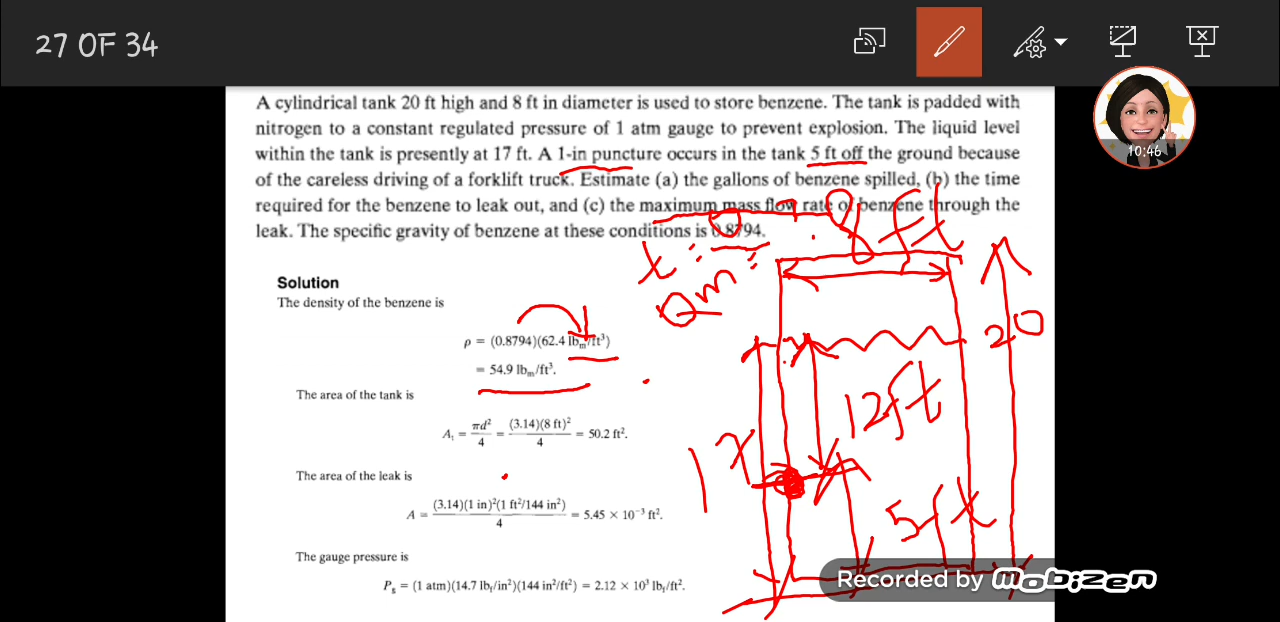 27 OF 34
A cylindrical tank 20 ft high and 8 ft in diameter is used to store benzene. The tank is padded with
nitrogen to a constant regulated pressure of 1 atm gauge to prevent explosion. The liquid level
within the tank is presently at 17 ft. A 1-in puncture occurs in the tank 5 ft off the ground because
of the careless driving of a forklift truck. Estimate (a) the gallons of benzene spilled, (b) the time
required for the benzene to leak out, and (c) the maximum mass flow rate of benzene through the
leak. The specific gravity of benzene at these conditions is 0.8794.
10:46
8 ft
t :
Qm :
Solution
The density of the benzene is
ρ = (0.8794)(62.4 lbₘ/ft³)
= 54.9 lbₘ/ft³.
20
The area of the tank is
Aₜ = πd²/4 = (3.14)(8 ft)²/4 = 50.2 ft².
12ft
17
The area of the leak is
A = (3.14)(1 in)²(1 ft²/144 in²)/4 = 5.45 × 10⁻³ ft².
5ft
The gauge pressure is
P_g = (1 atm)(14.7 lb_f/in²)(144 in²/ft²) = 2.12 × 10³ lb_f/ft².
Recorded by mobizen